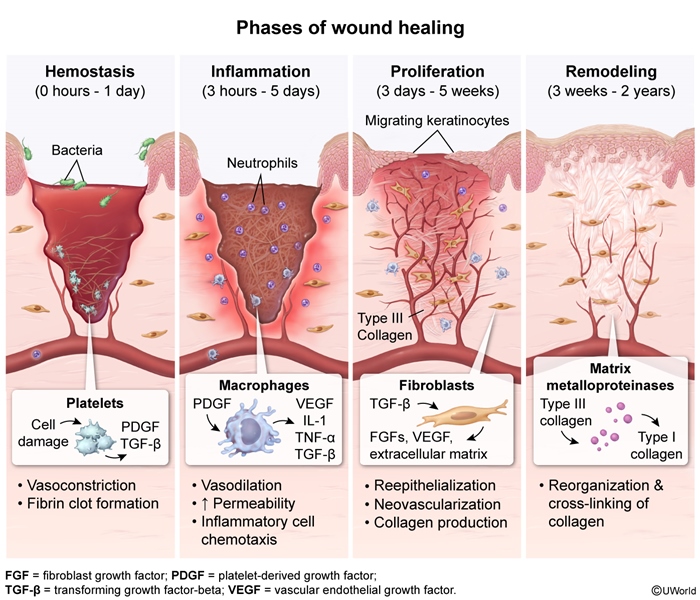 Phases of wound healing
Hemostasis
(0 hours - 1 day)
Bacteria
Platelets
Cell
damage
PDGF
TGF-β
• Vasoconstriction
• Fibrin clot formation
Inflammation
(3 hours - 5 days)
Neutrophils
Macrophages
PDGF
VEGF
IL-1
TNF-α
TGF-β
• Vasodilation
• ↑ Permeability
• Inflammatory cell
chemotaxis
Proliferation
(3 days - 5 weeks)
Migrating keratinocytes
Type III
Collagen
Fibroblasts
TGF-β
FGFs, VEGF,
extracellular matrix
• Reepithelialization
• Neovascularization
• Collagen production
Remodeling
(3 weeks - 2 years)
Matrix
metalloproteinases
Type III
collagen
Type I
collagen
• Reorganization &
cross-linking of
collagen
FGF = fibroblast growth factor; PDGF = platelet-derived growth factor;
TGF-β = transforming growth factor-beta; VEGF = vascular endothelial growth factor.
©UWorld